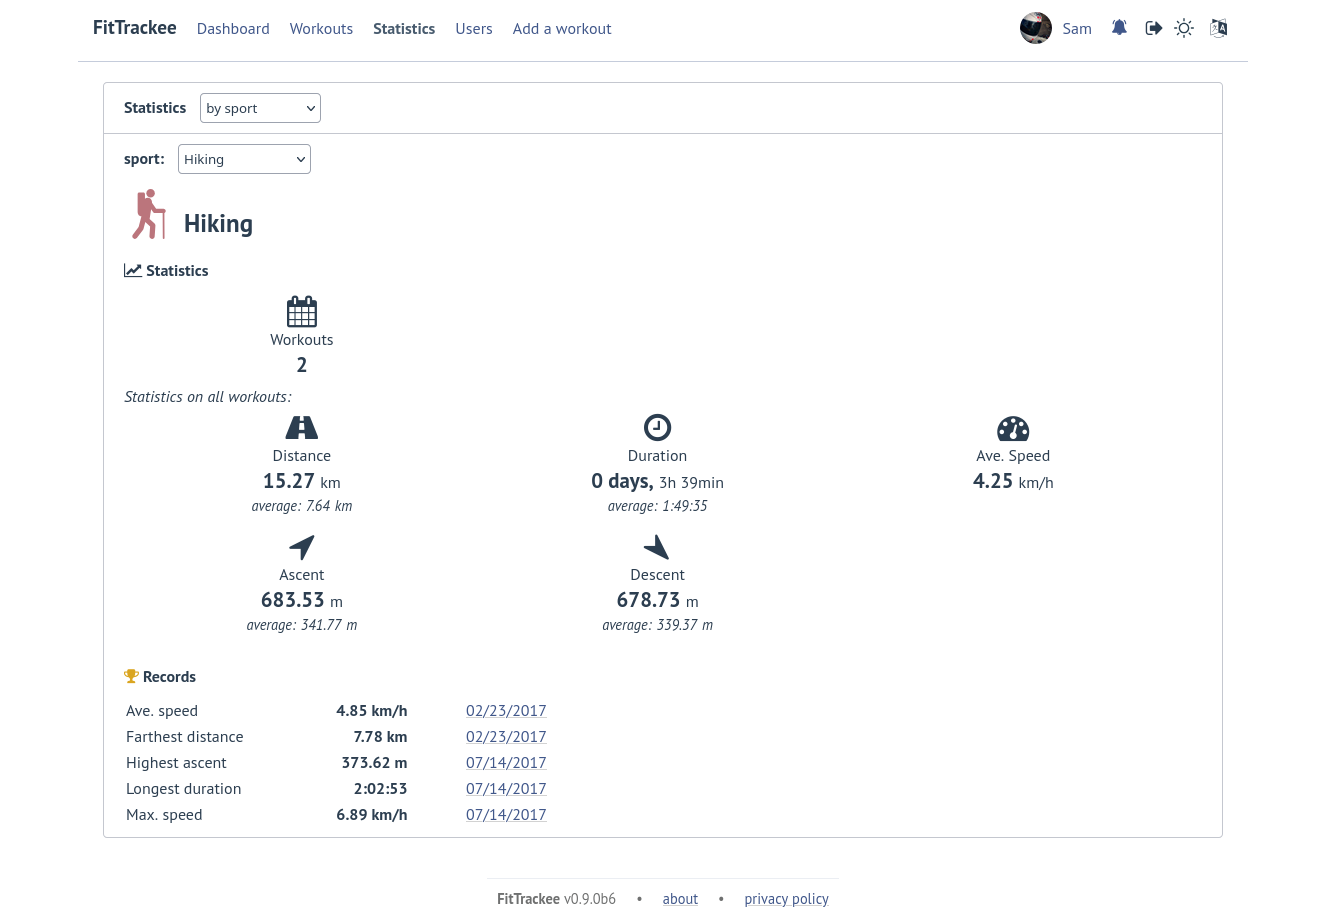 FitTrackee Dashboard Workouts Statistics Users Add a workout Sam
Statistics by sport
sport: Hiking
Hiking
Statistics
Workouts
2
Statistics on all workouts:
Distance Duration Ave. Speed
15.27 km 0 days, 3h 39min 4.25 km/h
average: 7.64 km average: 1:49:35
Ascent Descent
683.53 m 678.73 m
average: 341.77 m average: 339.37 m
Records
Ave. speed 4.85 km/h 02/23/2017
Farthest distance 7.78 km 02/23/2017
Highest ascent 373.62 m 07/14/2017
Longest duration 2:02:53 07/14/2017
Max. speed 6.89 km/h 07/14/2017
FitTrackee v0.9.0b6 • about • privacy policy